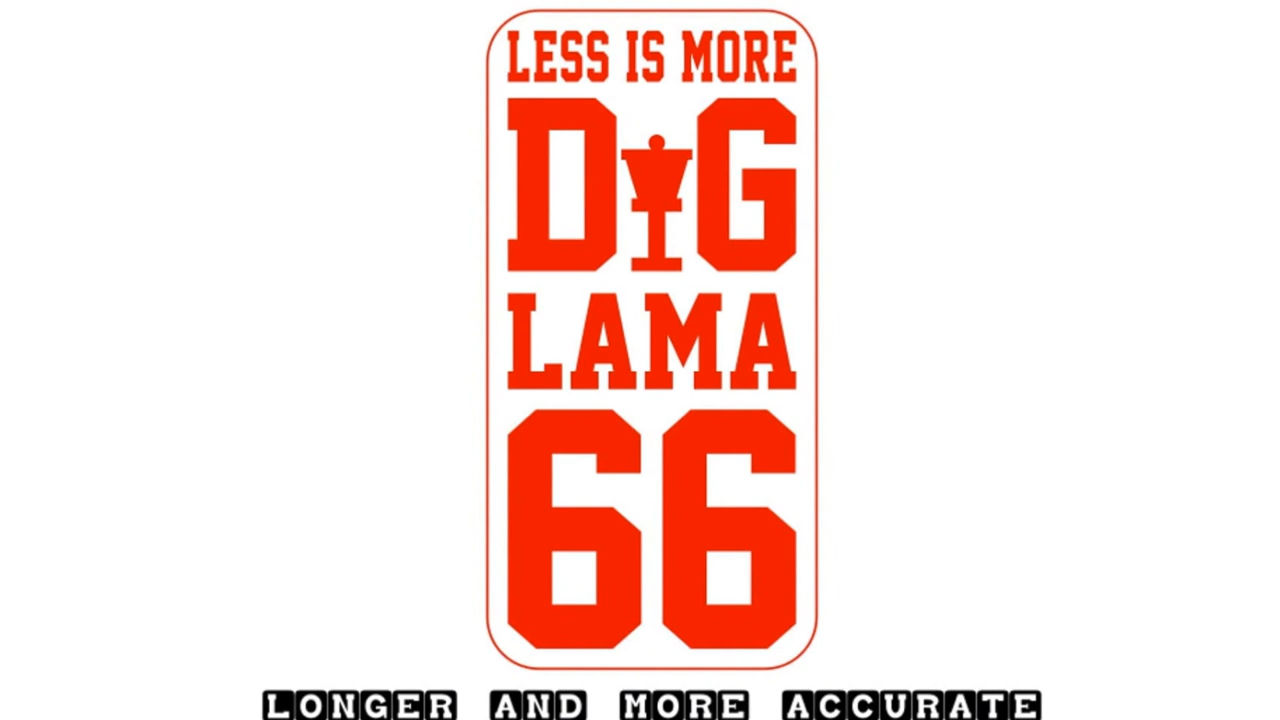 LESS IS MORE
DIG
LAMA
66
LONGER AND MORE ACCURATE